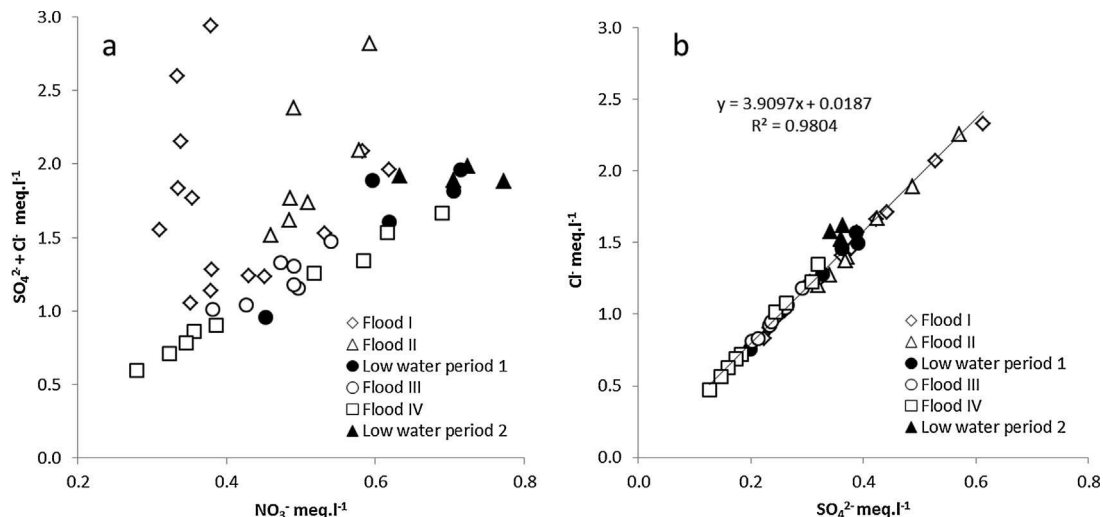 a
3.0
2.5
2.0
1.5
1.0
0.5
0.0
SO₄²⁻ + Cl⁻ meq.l⁻¹
0.2
0.4
0.6
0.8
NO₃⁻ meq.l⁻¹
Flood I
Flood II
Low water period 1
Flood III
Flood IV
Low water period 2
b
3.0
2.5
2.0
1.5
1.0
0.5
0.0
Cl⁻ meq.l⁻¹
y = 3.9097x + 0.0187
R² = 0.9804
0.0
0.2
0.4
0.6
0.8
SO₄²⁻ meq.l⁻¹
Flood I
Flood II
Low water period 1
Flood III
Flood IV
Low water period 2